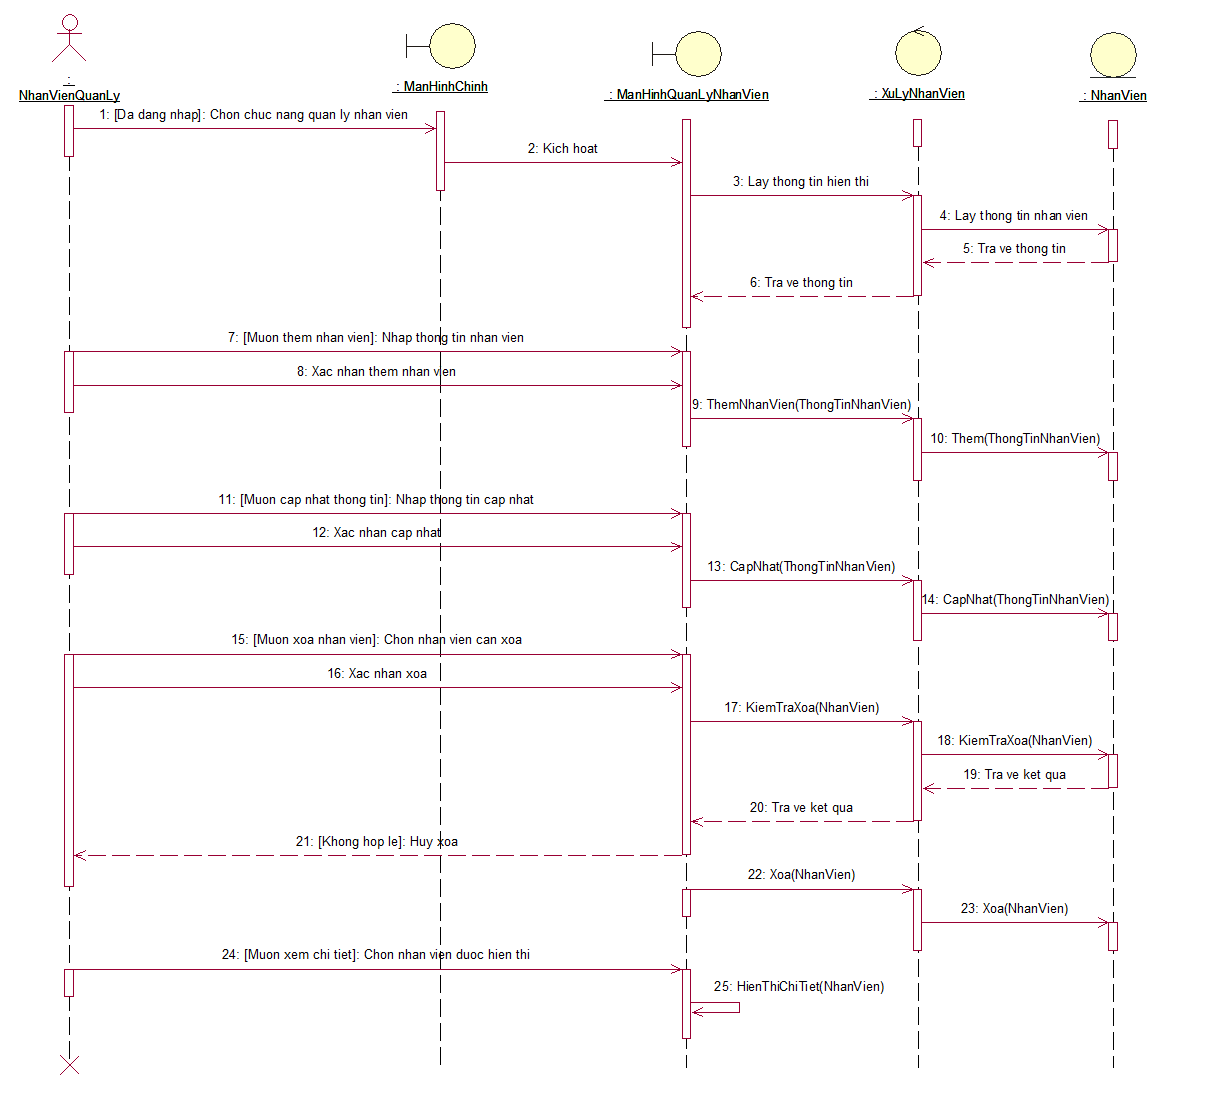 :
NhanVienQuanLy
: ManHinhChinh
: ManHinhQuanLyNhanVien
: XuLyNhanVien
: NhanVien
1: [Da dang nhap]: Chon chuc nang quan ly nhan vien
2: Kich hoat
3: Lay thong tin hien thi
4: Lay thong tin nhan vien
5: Tra ve thong tin
6: Tra ve thong tin
7: [Muon them nhan vien]: Nhap thong tin nhan vien
8: Xac nhan them nhan vien
9: ThemNhanVien(ThongTinNhanVien)
10: Them(ThongTinNhanVien)
11: [Muon cap nhat thong tin]: Nhap thong tin cap nhat
12: Xac nhan cap nhat
13: CapNhat(ThongTinNhanVien)
14: CapNhat(ThongTinNhanVien)
15: [Muon xoa nhan vien]: Chon nhan vien can xoa
16: Xac nhan xoa
17: KiemTraXoa(NhanVien)
18: KiemTraXoa(NhanVien)
19: Tra ve ket qua
20: Tra ve ket qua
21: [Khong hop le]: Huy xoa
22: Xoa(NhanVien)
23: Xoa(NhanVien)
24: [Muon xem chi tiet]: Chon nhan vien duoc hien thi
25: HienThiChiTiet(NhanVien)